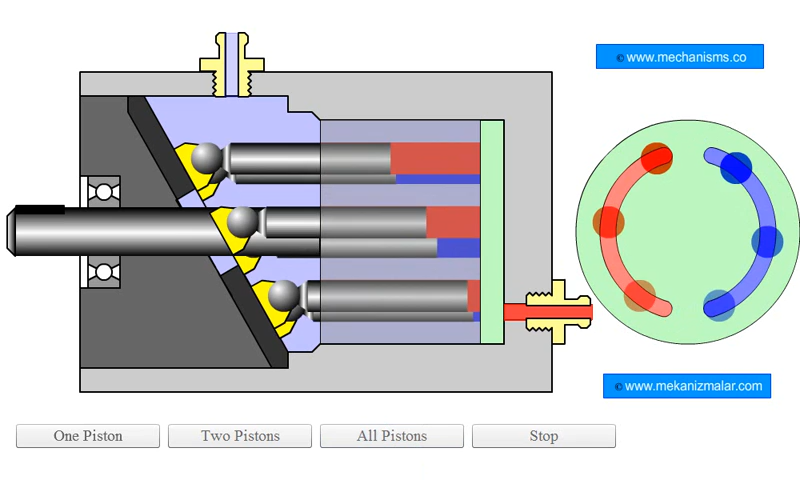 © www.mechanisms.co
© www.mekanizmalar.com
One Piston
Two Pistons
All Pistons
Stop